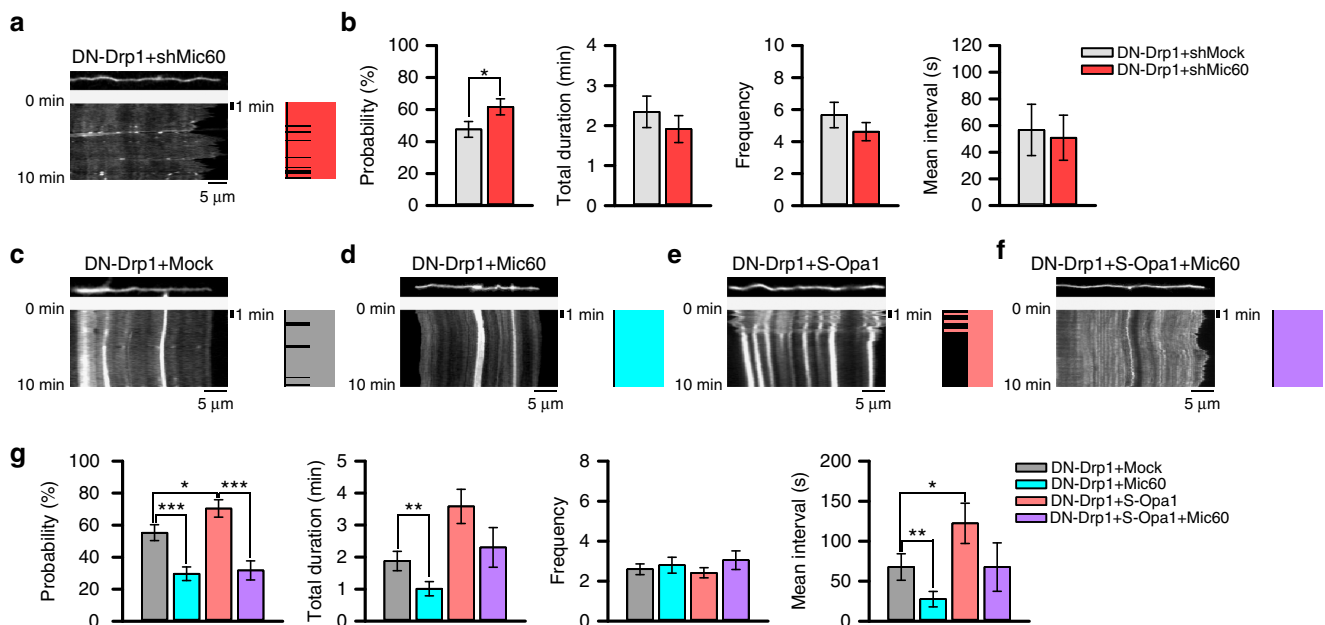 a
DN-Drp1+shMic60
0 min
1 min
10 min
5 μm
b
Probability (%)
100
80
60
40
20
0
*
Total duration (min)
4
3
2
1
0
Frequency
10
8
6
4
2
0
Mean interval (s)
120
100
80
60
40
20
0
DN-Drp1+shMock
DN-Drp1+shMic60
c
DN-Drp1+Mock
0 min
1 min
10 min
5 μm
d
DN-Drp1+Mic60
0 min
1 min
10 min
5 μm
e
DN-Drp1+S-Opa1
0 min
1 min
10 min
5 μm
f
DN-Drp1+S-Opa1+Mic60
0 min
1 min
10 min
5 μm
g
Probability (%)
100
80
60
40
20
0
* ***
***
Total duration (min)
5
4
3
2
1
0
**
Frequency
8
6
4
2
0
Mean interval (s)
200
150
100
50
0
*
**
DN-Drp1+Mock
DN-Drp1+Mic60
DN-Drp1+S-Opa1
DN-Drp1+S-Opa1+Mic60